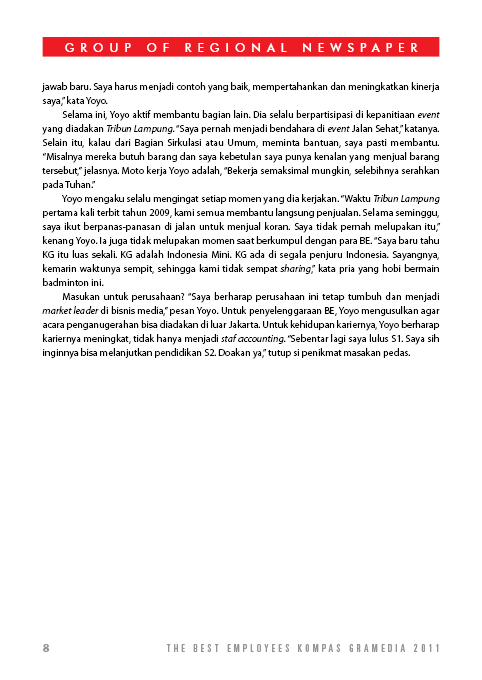 GROUP OF REGIONAL NEWSPAPER
jawab baru. Saya harus menjadi contoh yang baik, mempertahankan dan meningkatkan kinerja
saya," kata Yoyo.
Selama ini, Yoyo aktif membantu bagian lain. Dia selalu berpartisipasi di kepanitiaan event
yang diadakan Tribun Lampung. "Saya pernah menjadi bendahara di event Jalan Sehat," katanya.
Selain itu, kalau dari Bagian Sirkulasi atau Umum, meminta bantuan, saya pasti membantu.
"Misalnya mereka butuh barang dan saya kebetulan saya punya kenalan yang menjual barang
tersebut," jelasnya. Moto kerja Yoyo adalah, "Bekerja semaksimal mungkin, selebihnya serahkan
pada Tuhan."
Yoyo mengaku selalu mengingat setiap momen yang dia kerjakan. "Waktu Tribun Lampung
pertama kali terbit tahun 2009, kami semua membantu langsung penjualan. Selama seminggu,
saya ikut berpanas-panasan di jalan untuk menjual koran. Saya tidak pernah melupakan itu,"
kenang Yoyo. Ia juga tidak melupakan momen saat berkumpul dengan para BE. "Saya baru tahu
KG itu luas sekali. KG adalah Indonesia Mini. KG ada di segala penjuru Indonesia. Sayangnya,
kemarin waktunya sempit, sehingga kami tidak sempat sharing," kata pria yang hobi bermain
badminton ini.
Masukan untuk perusahaan? "Saya berharap perusahaan ini tetap tumbuh dan menjadi
market leader di bisnis media," pesan Yoyo. Untuk penyelenggaraan BE, Yoyo mengusulkan agar
acara penganugerahan bisa diadakan di luar Jakarta. Untuk kehidupan kariernya, Yoyo berharap
kariernya meningkat, tidak hanya menjadi staf accounting. "Sebentar lagi saya lulus S1. Saya sih
inginnya bisa melanjutkan pendidikan S2. Doakan ya," tutup si penikmat masakan pedas.
8 THE BEST EMPLOYEES KOMPAS GRAMEDIA 2011